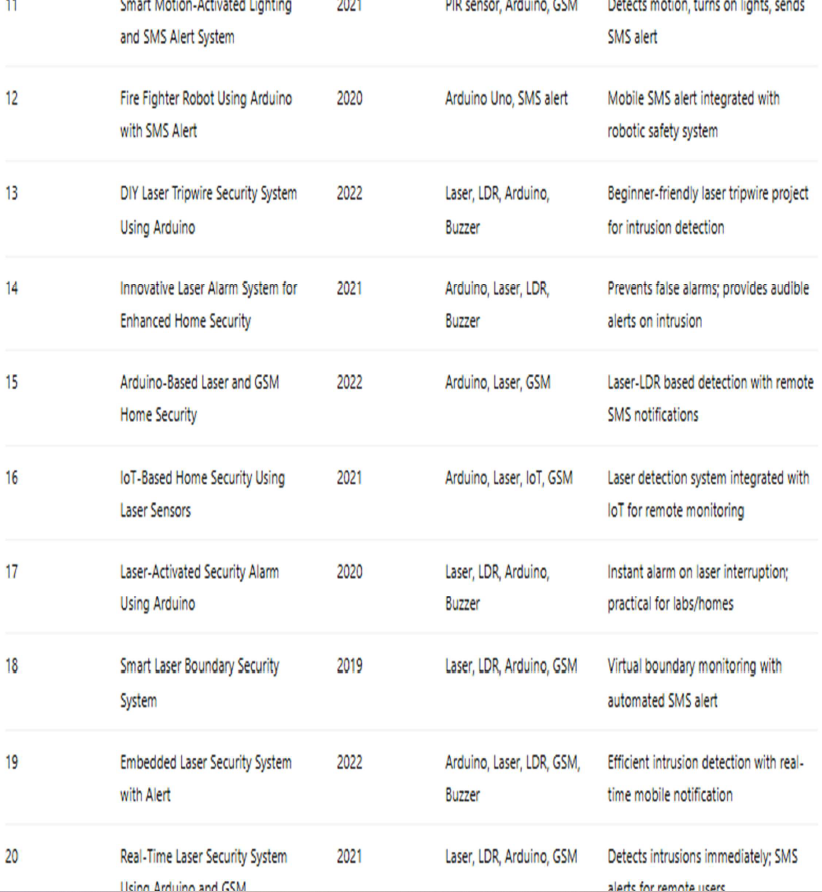 11 Smart Motion-Activated Lighting 2021 PIR sensor, Arduino, GSM Detects motion, turns on lights, sends
and SMS Alert System SMS alert
12 Fire Fighter Robot Using Arduino 2020 Arduino Uno, SMS alert Mobile SMS alert integrated with
with SMS Alert robotic safety system
13 DIY Laser Tripwire Security System 2022 Laser, LDR, Arduino, Beginner-friendly laser tripwire project
Using Arduino Buzzer for intrusion detection
14 Innovative Laser Alarm System for 2021 Arduino, Laser, LDR, Prevents false alarms; provides audible
Enhanced Home Security Buzzer alerts on intrusion
15 Arduino-Based Laser and GSM 2022 Arduino, Laser, GSM Laser-LDR based detection with remote
Home Security SMS notifications
16 IoT-Based Home Security Using 2021 Arduino, Laser, IoT, GSM Laser detection system integrated with
Laser Sensors IoT for remote monitoring
17 Laser-Activated Security Alarm 2020 Laser, LDR, Arduino, Instant alarm on laser interruption;
Using Arduino Buzzer practical for labs/homes
18 Smart Laser Boundary Security 2019 Laser, LDR, Arduino, GSM Virtual boundary monitoring with
System automated SMS alert
19 Embedded Laser Security System 2022 Arduino, Laser, LDR, GSM, Efficient intrusion detection with real-
with Alert Buzzer time mobile notification
20 Real-Time Laser Security System 2021 Laser, LDR, Arduino, GSM Detects intrusions immediately; SMS
Using Arduino and GSM alerts for remote users